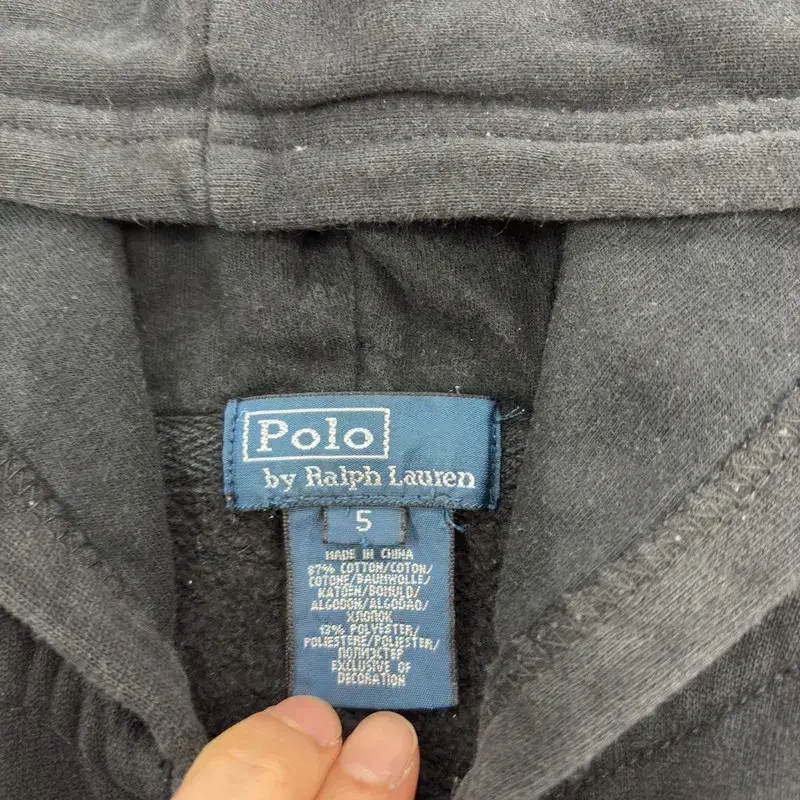 Polo
by Ralph Lauren
5
MADE IN CHINA
87% COTTON/COTON/
COTONE/BAUMWOLLE/
KATOEN/BOMULD/
ALGODON/ALGODAO/
ХЛОПОК
13% POLYESTER/
POLIESTERE/POLIESTER/
ПОЛИЭСТЕР
EXCLUSIVE OF
DECORATION